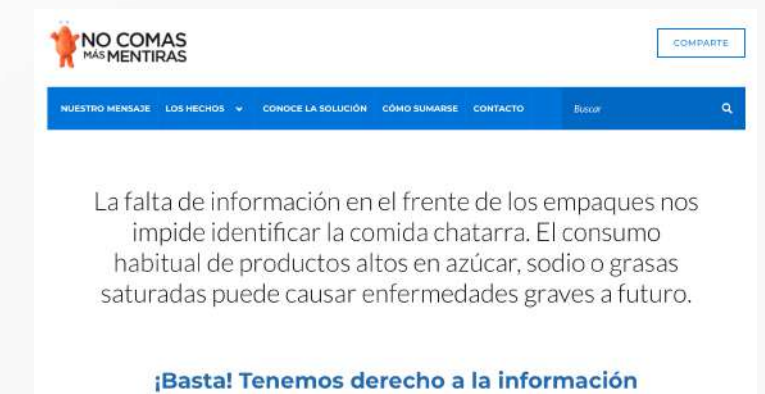 NO COMAS
MÁS MENTIRAS
COMPARTE
NUESTRO MENSAJE LOS HECHOS CONOCE LA SOLUCIÓN CÓMO SUMARSE CONTACTO Buscar
La falta de información en el frente de los empaques nos
impide identificar la comida chatarra. El consumo
habitual de productos altos en azúcar, sodio o grasas
saturadas puede causar enfermedades graves a futuro.
¡Basta! Tenemos derecho a la información